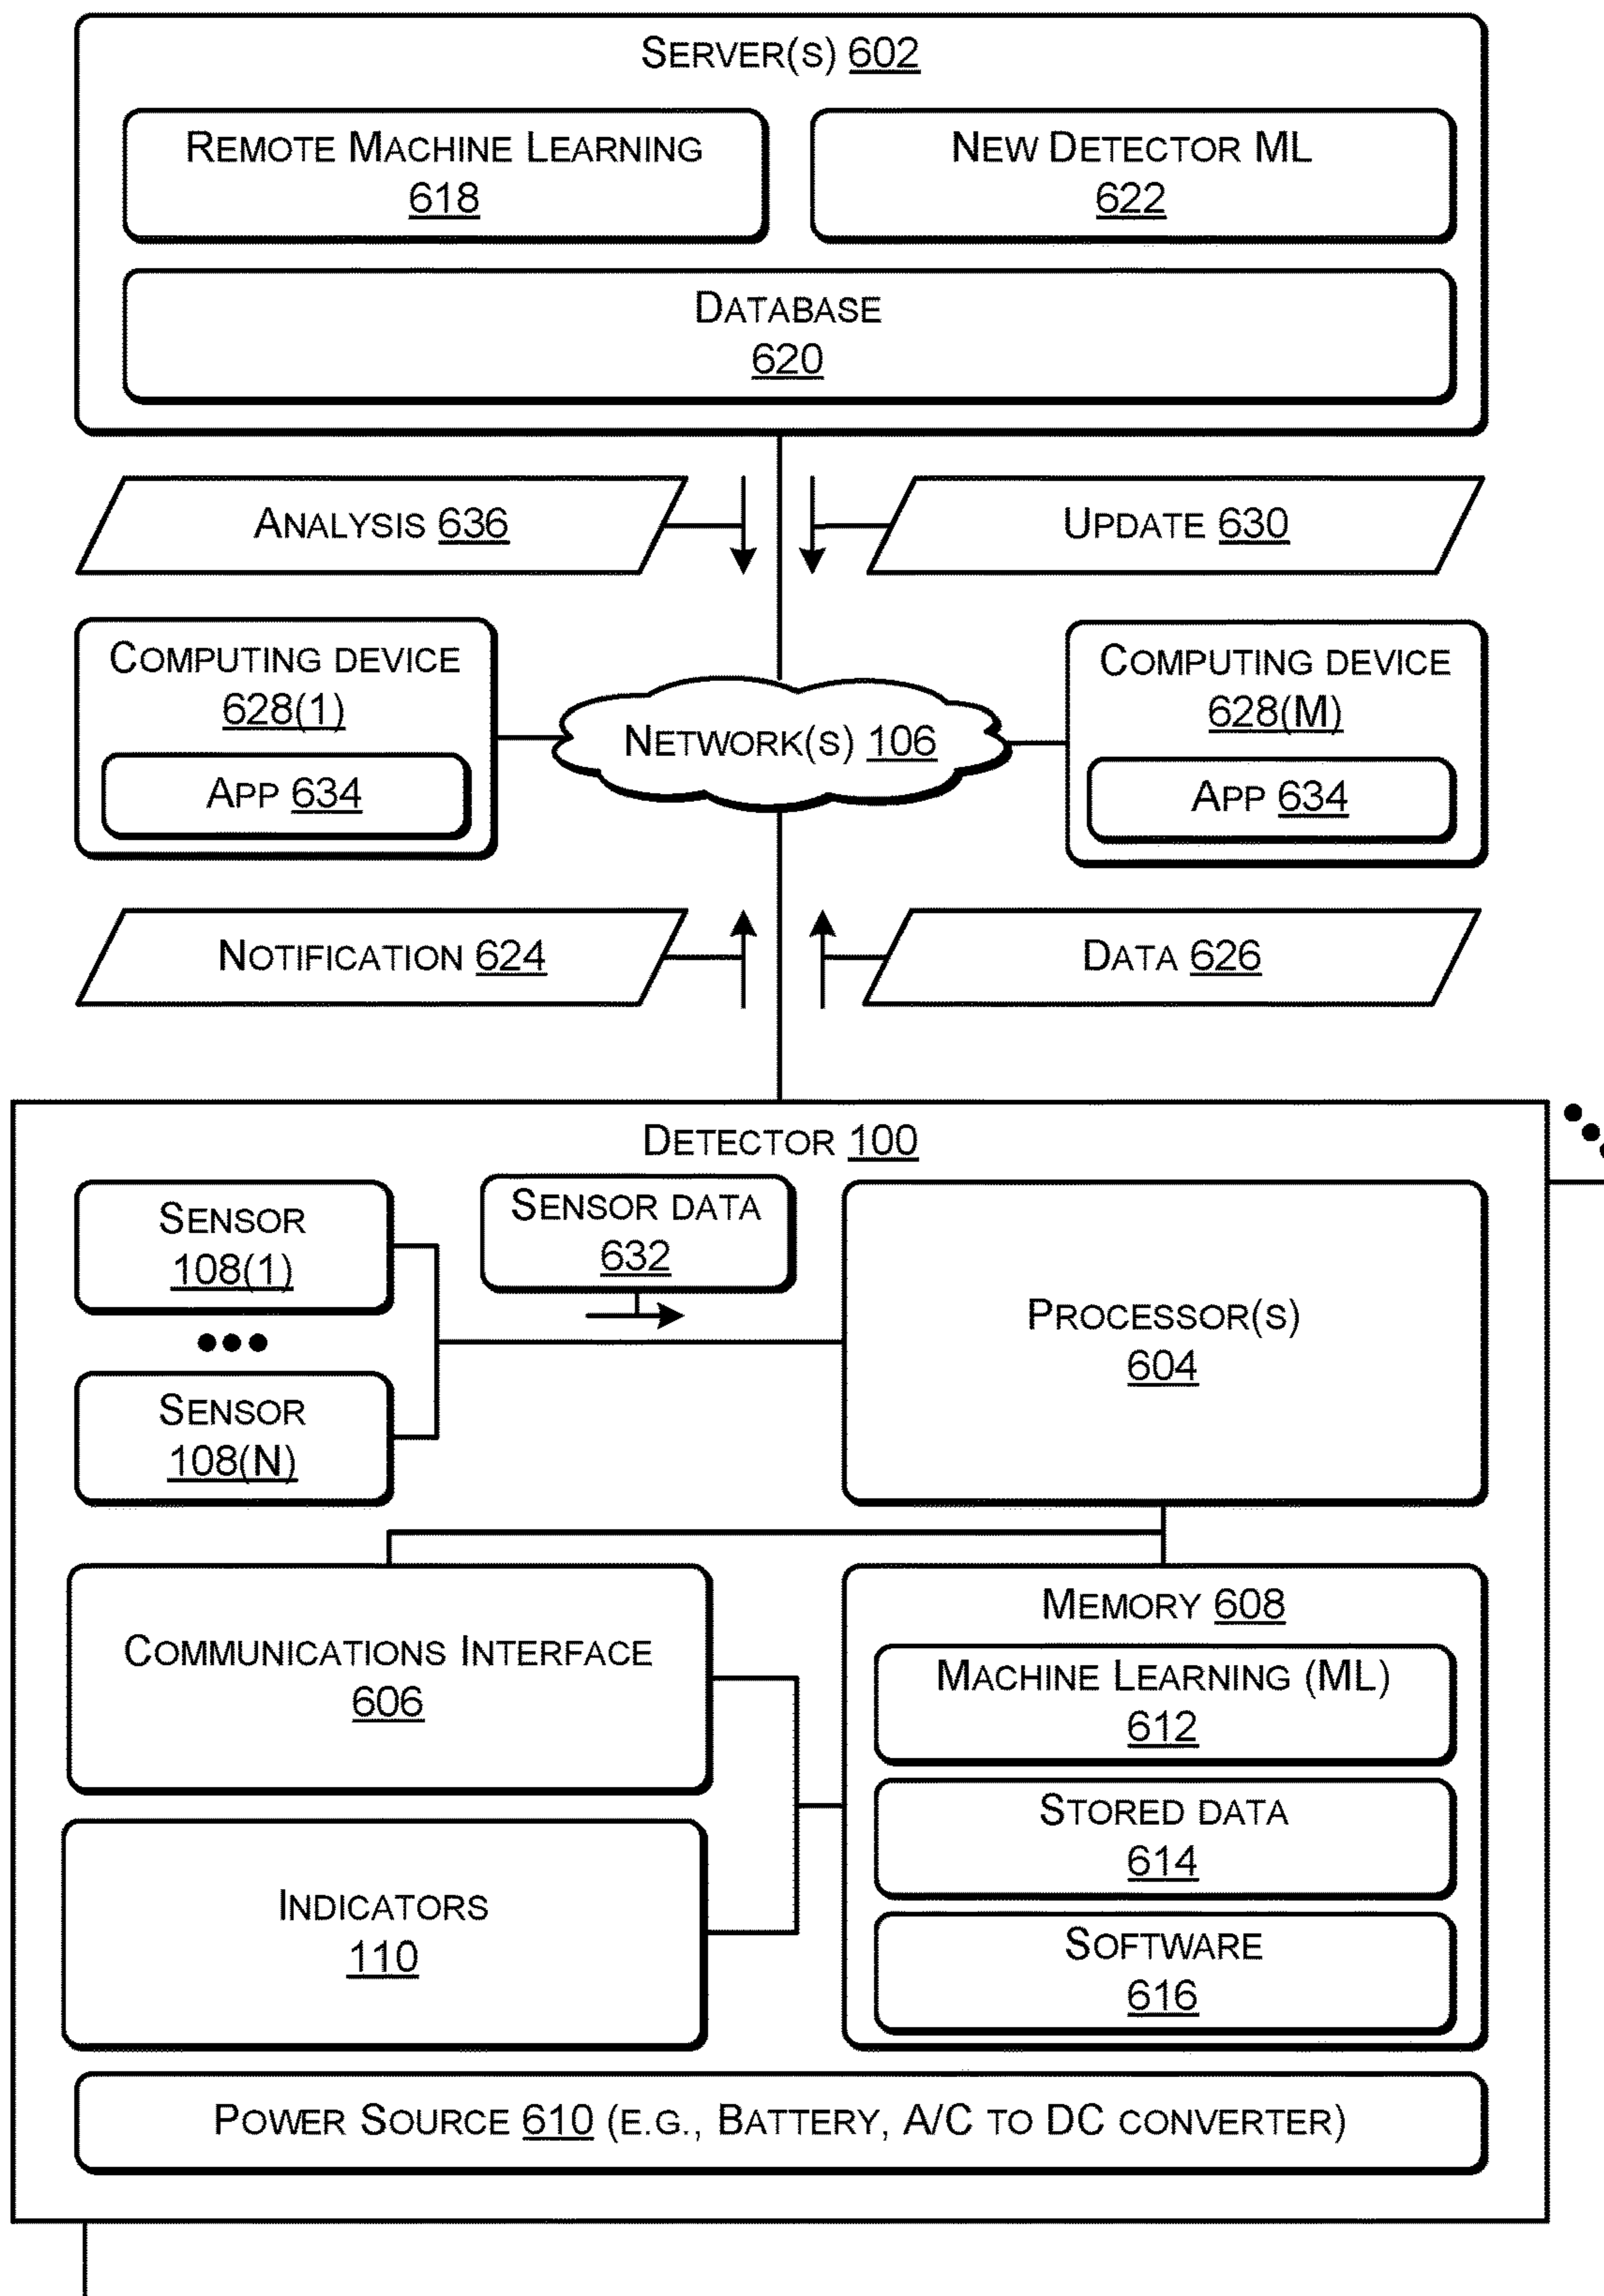 SERVER(S) 602
REMOTE MACHINE LEARNING
618
NEW DETECTOR ML
622
DATABASE
620
ANALYSIS 636
UPDATE 630
COMPUTING DEVICE
628(1)
APP 634
NETWORK(S) 106
COMPUTING DEVICE
628(M)
APP 634
NOTIFICATION 624
DATA 626
DETECTOR 100
SENSOR
108(1)
SENSOR DATA
632
PROCESSOR(S)
604
SENSOR
108(N)
COMMUNICATIONS INTERFACE
606
MEMORY 608
MACHINE LEARNING (ML)
612
STORED DATA
614
SOFTWARE
616
INDICATORS
110
POWER SOURCE 610 (E.G., BATTERY, A/C TO DC CONVERTER)